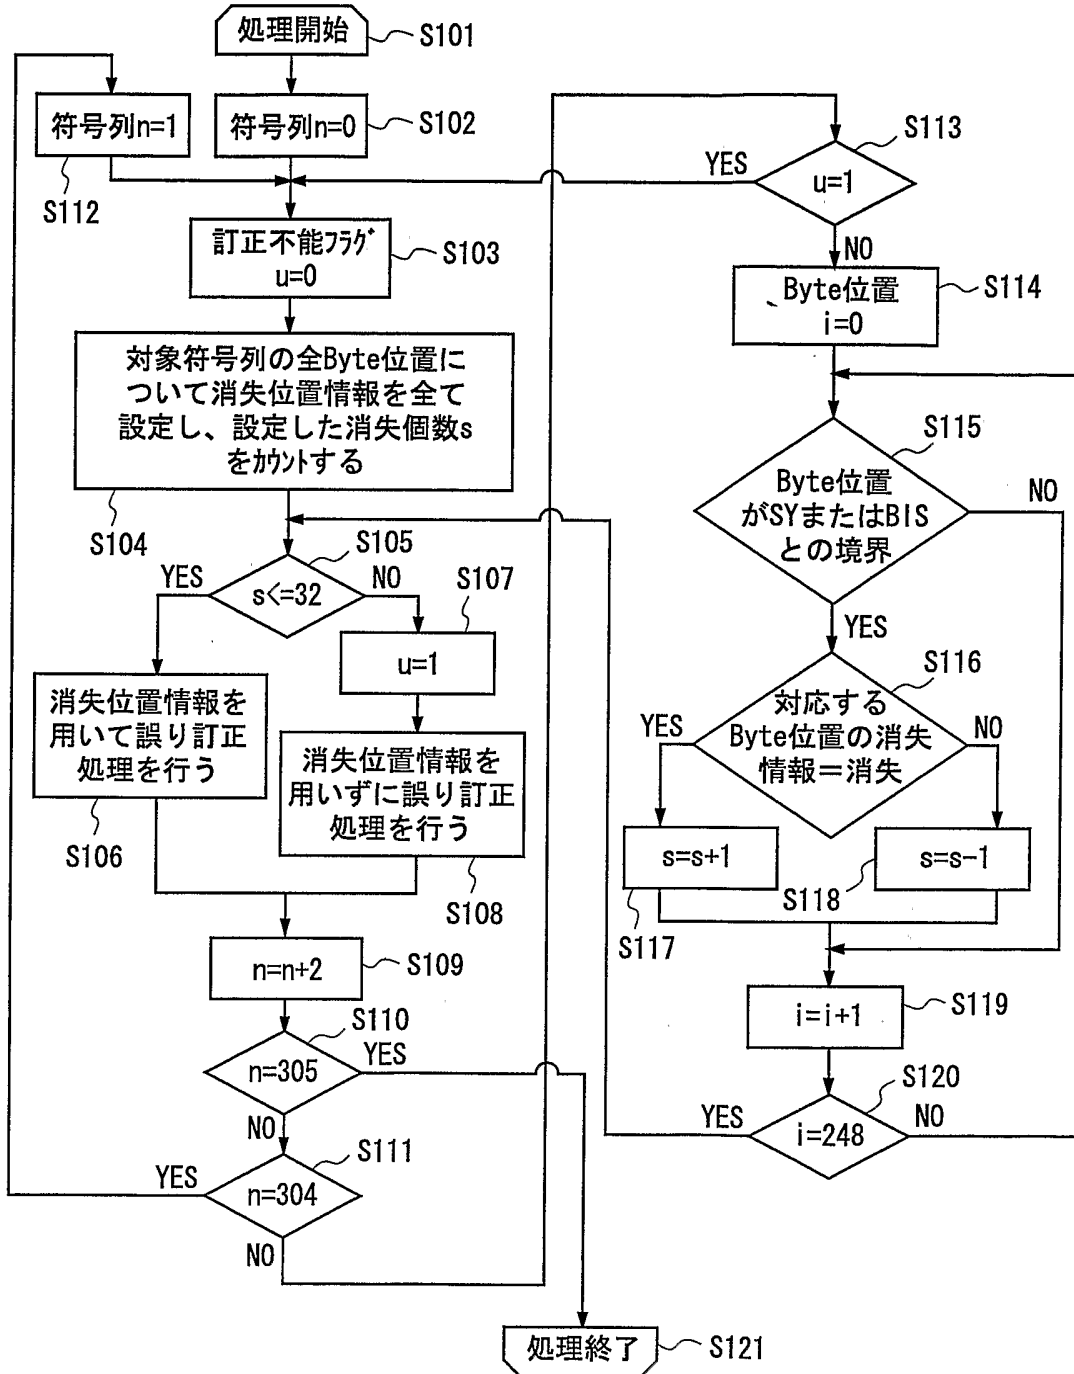 処理開始
S101
符号列n=1
符号列n=0
S102
S112
訂正不能ﾌﾗｸﾞ
u=0
S103
対象符号列の全Byte位置に
ついて消失位置情報を全て
設定し、設定した消失個数s
をｶｳﾝﾄする
S104
S105
YES
s<=32
NO
S107
u=1
消失位置情報を
用いて誤り訂正
処理を行う
S106
消失位置情報を
用いずに誤り訂正
処理を行う
S108
n=n+2
S109
S110
n=305
YES
NO
S111
YES
n=304
NO
S113
YES
u=1
NO
Byte位置
i=0
S114
S115
Byte位置
がSYまたはBIS
との境界
NO
YES
S116
対応する
Byte位置の消失
情報＝消失
YES
NO
s=s+1
S117
s=s-1
S118
i=i+1
S119
S120
YES
i=248
NO
処理終了
S121